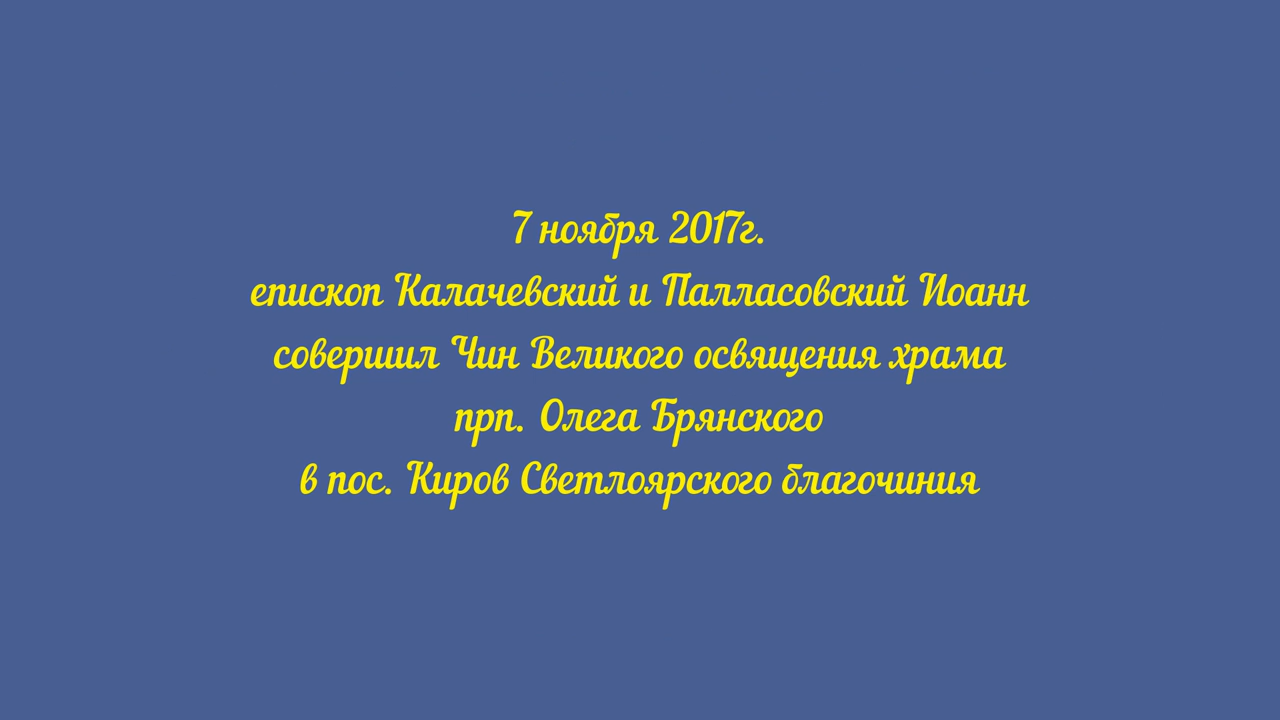 7 ноября 2017г.
епископ Калачевский и Палласовский Иоанн
совершил Чин Великого освящения храма
прп. Олега Брянского
в пос. Киров Светлоярского благочиния